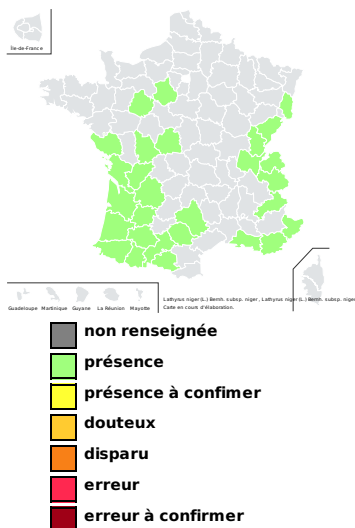 Île-de-France
Guadeloupe Martinique Guyane La Réunion Mayotte
Lathyrus niger (L.) Bernh. subsp. niger , Lathyrus niger (L.) Bernh. subsp. niger
Carte en cours d'élaboration.
non renseignée
présence
présence à confimer
douteux
disparu
erreur
erreur à confirmer